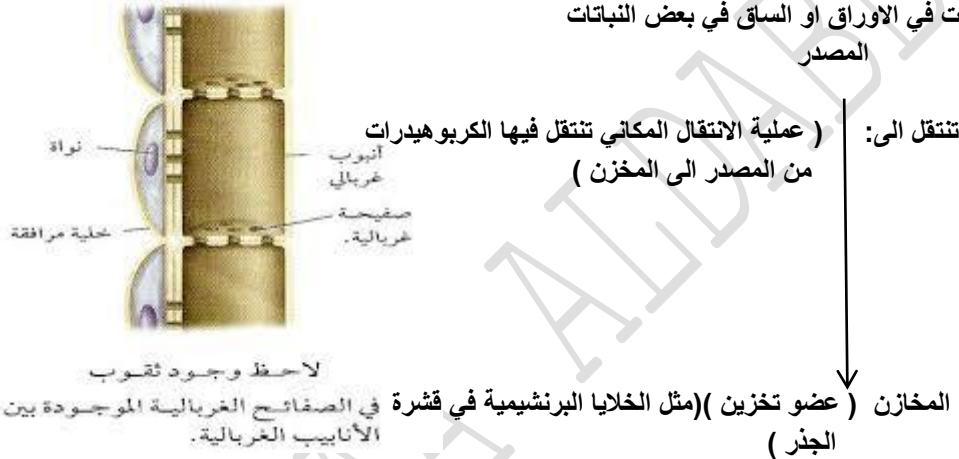 ت في الاوراق او الساق في بعض النباتات
المصدر
تنتقل الى: ( عملية الانتقال المكاني تنتقل فيها الكربوهيدرات
من المصدر الى المخزن )
المخازن ( عضو تخزين )(مثل الخلايا البرنشيمية في قشرة
الجذر )
نواة
أنبوب
غربالي
صفيحة
غربالية.
خلية مرافقة
لاحظ وجود ثقوب
في الصفائح الغربالية الموجودة بين
الأنابيب الغربالية.
ALDAB